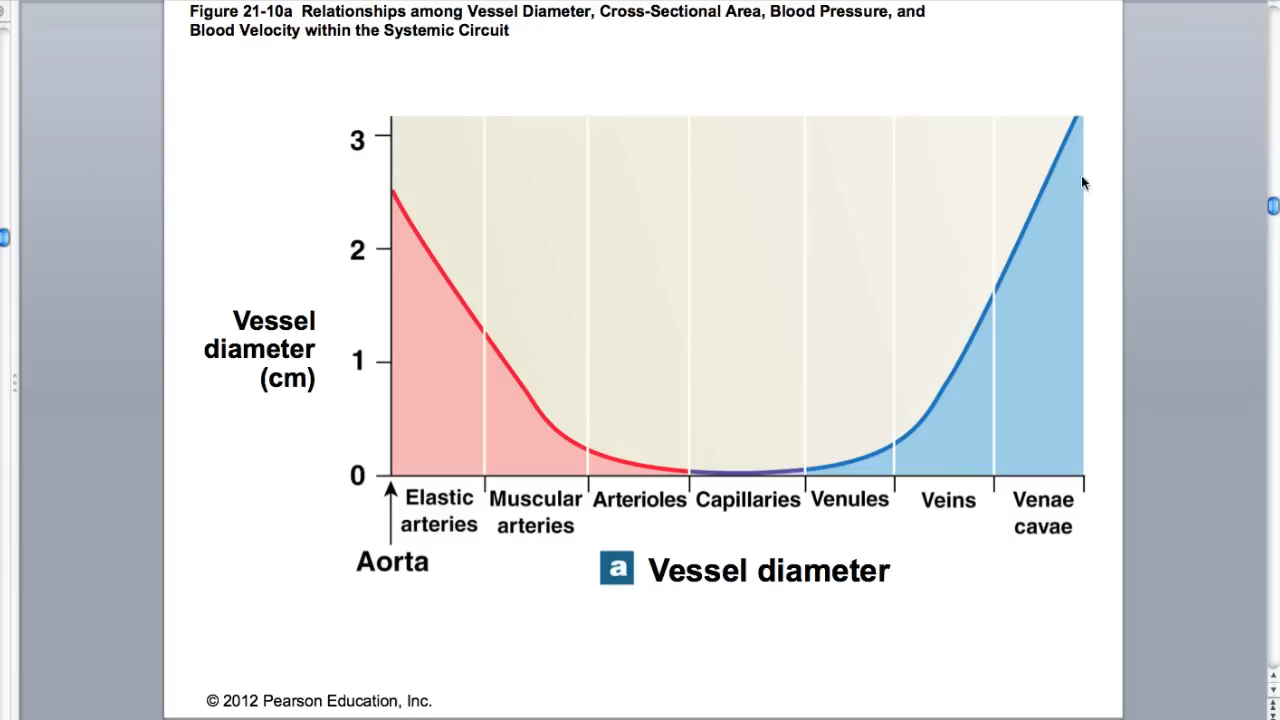 Figure 21-10a Relationships among Vessel Diameter, Cross-Sectional Area, Blood Pressure, and
Blood Velocity within the Systemic Circuit
3
2
1
0
Vessel
diameter
(cm)
Elastic
arteries
Muscular
arteries
Arterioles
Capillaries
Venules
Veins
Venae
cavae
Aorta
a Vessel diameter
© 2012 Pearson Education, Inc.